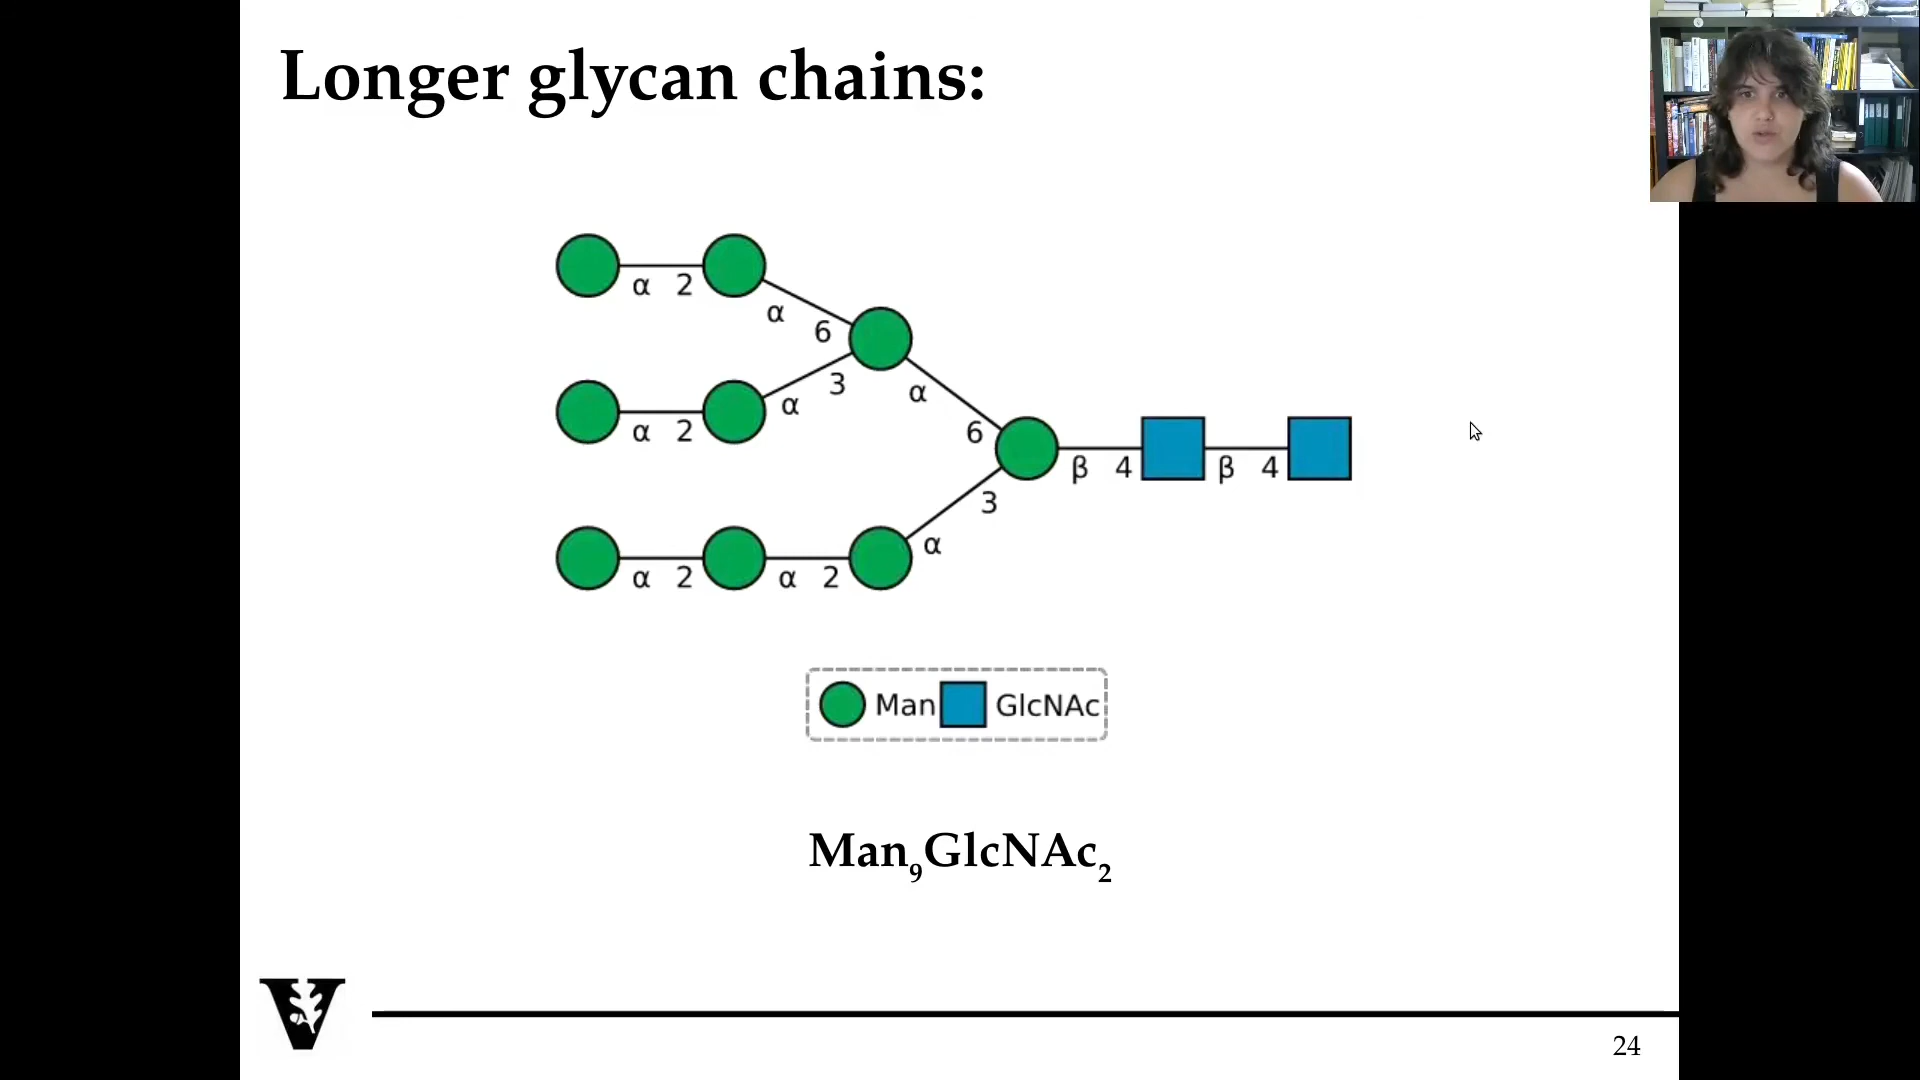 Longer glycan chains:
α 2
α 6
α 2
α 3
α 6
β 4
β 4
α 3
α 2
α 2
Man
GlcNAc
Man₉GlcNAc₂
V
24